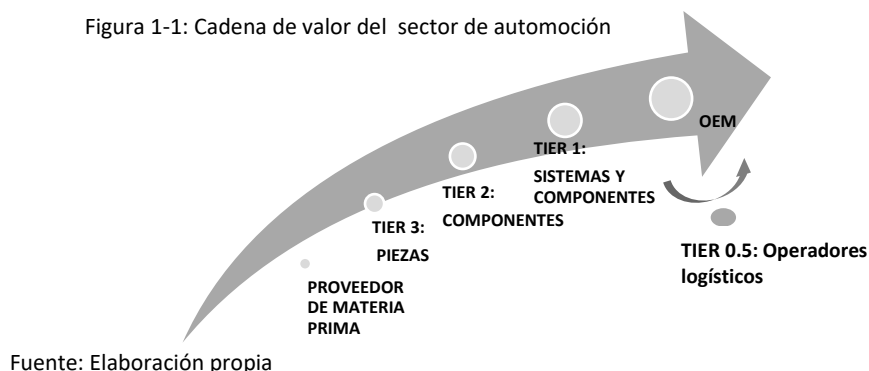 Figura 1-1: Cadena de valor del sector de automoción
OEM
TIER 1:
SISTEMAS Y
COMPONENTES
TIER 2:
COMPONENTES
TIER 3:
PIEZAS
TIER 0.5: Operadores
logísticos
PROVEEDOR
DE MATERIA
PRIMA
Fuente: Elaboración propia